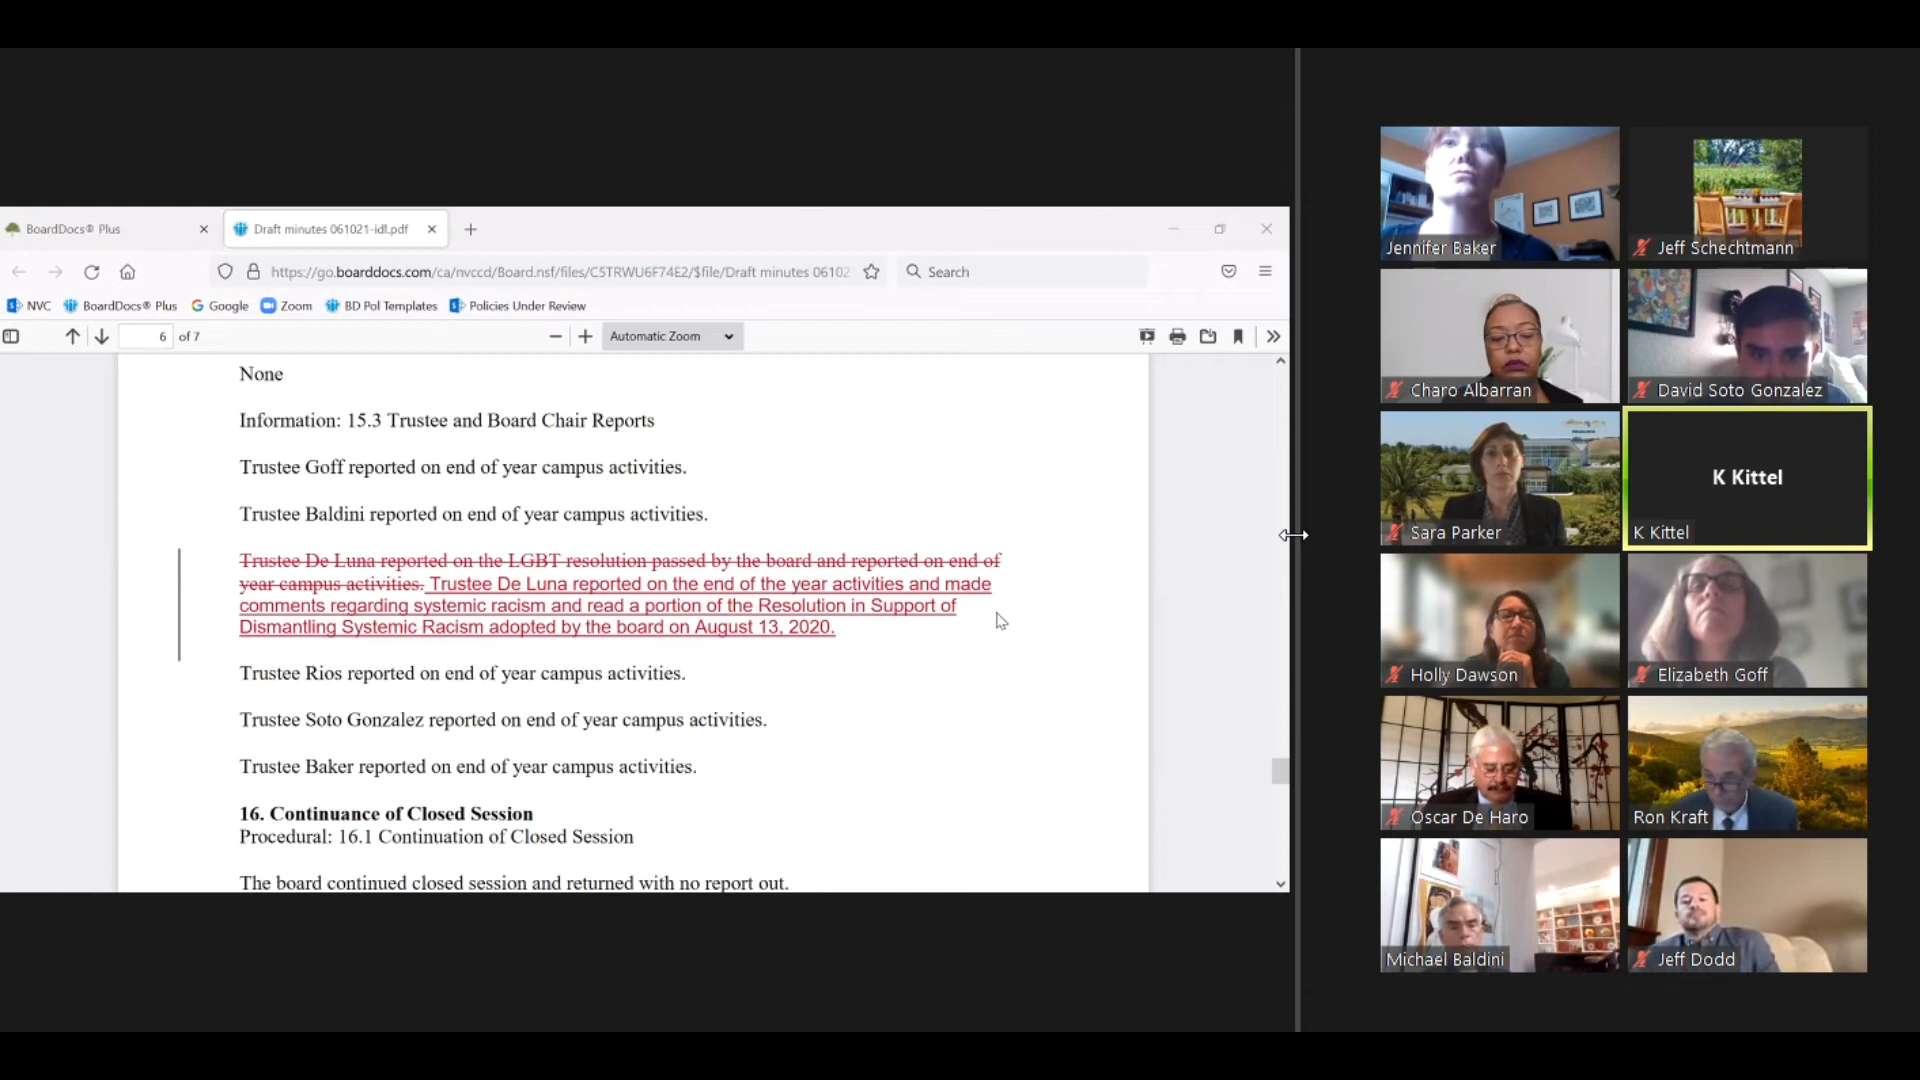 BoardDocs® Plus
Draft minutes 061021-idl.pdf
https://go.boarddocs.com/ca/nvccd/Board.nsf/files/C5TRWU6F74E2/$file/Draft minutes 06102
Search
NVC
BoardDocs® Plus
Google
Zoom
BD Pol Templates
Policies Under Review
6 of 7
Automatic Zoom
None
Information: 15.3 Trustee and Board Chair Reports
Trustee Goff reported on end of year campus activities.
Trustee Baldini reported on end of year campus activities.
Trustee De Luna reported on the LGBT resolution passed by the board and reported on end of
year campus activities. Trustee De Luna reported on the end of the year activities and made
comments regarding systemic racism and read a portion of the Resolution in Support of
Dismantling Systemic Racism adopted by the board on August 13, 2020.
Trustee Rios reported on end of year campus activities.
Trustee Soto Gonzalez reported on end of year campus activities.
Trustee Baker reported on end of year campus activities.
16. Continuance of Closed Session
Procedural: 16.1 Continuation of Closed Session
The board continued closed session and returned with no report out.
Jennifer Baker
Jeff Schechtmann
Charo Albarran
David Soto Gonzalez
Sara Parker
K Kittel
K Kittel
Holly Dawson
Elizabeth Goff
Oscar De Haro
Ron Kraft
Michael Baldini
Jeff Dodd